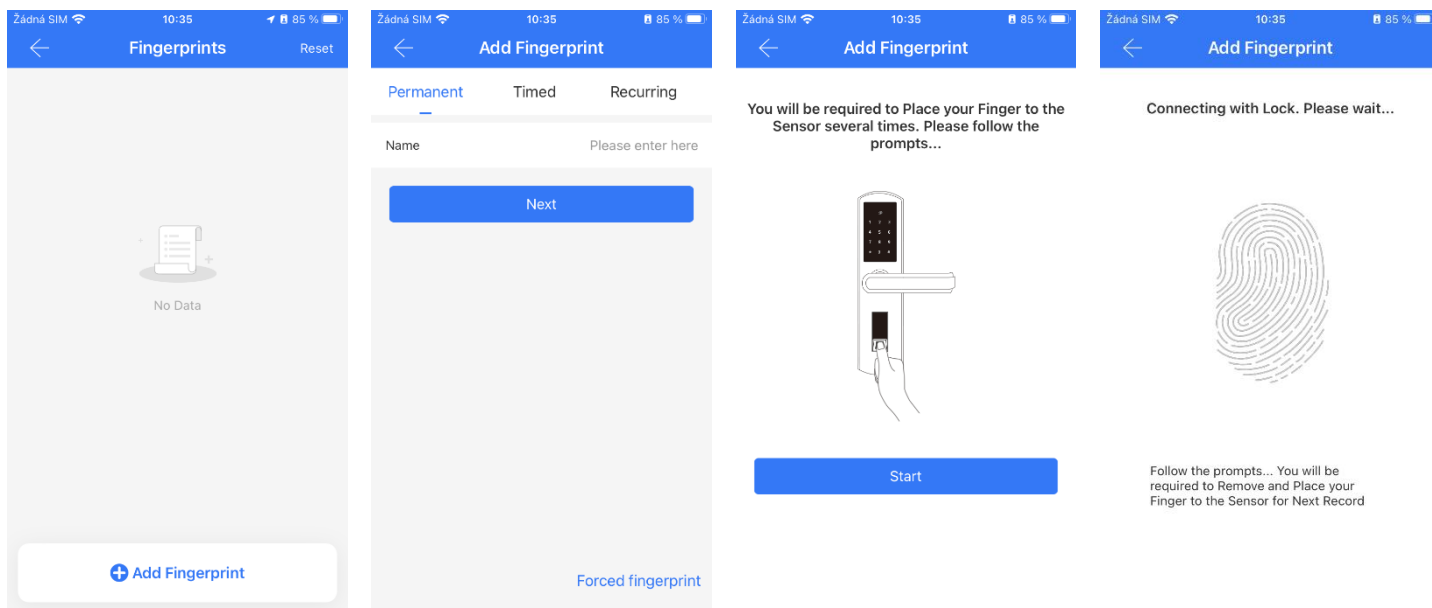 Žádná SIM 10:35 85 %
Fingerprints Reset
No Data
Add Fingerprint
Žádná SIM 10:35 85 %
Add Fingerprint
Permanent Timed Recurring
Name Please enter here
Next
Forced fingerprint
Žádná SIM 10:35 85 %
Add Fingerprint
You will be required to Place your Finger to the
Sensor several times. Please follow the
prompts...
Start
Žádná SIM 10:35 85 %
Add Fingerprint
Connecting with Lock. Please wait...
Follow the prompts... You will be
required to Remove and Place your
Finger to the Sensor for Next Record